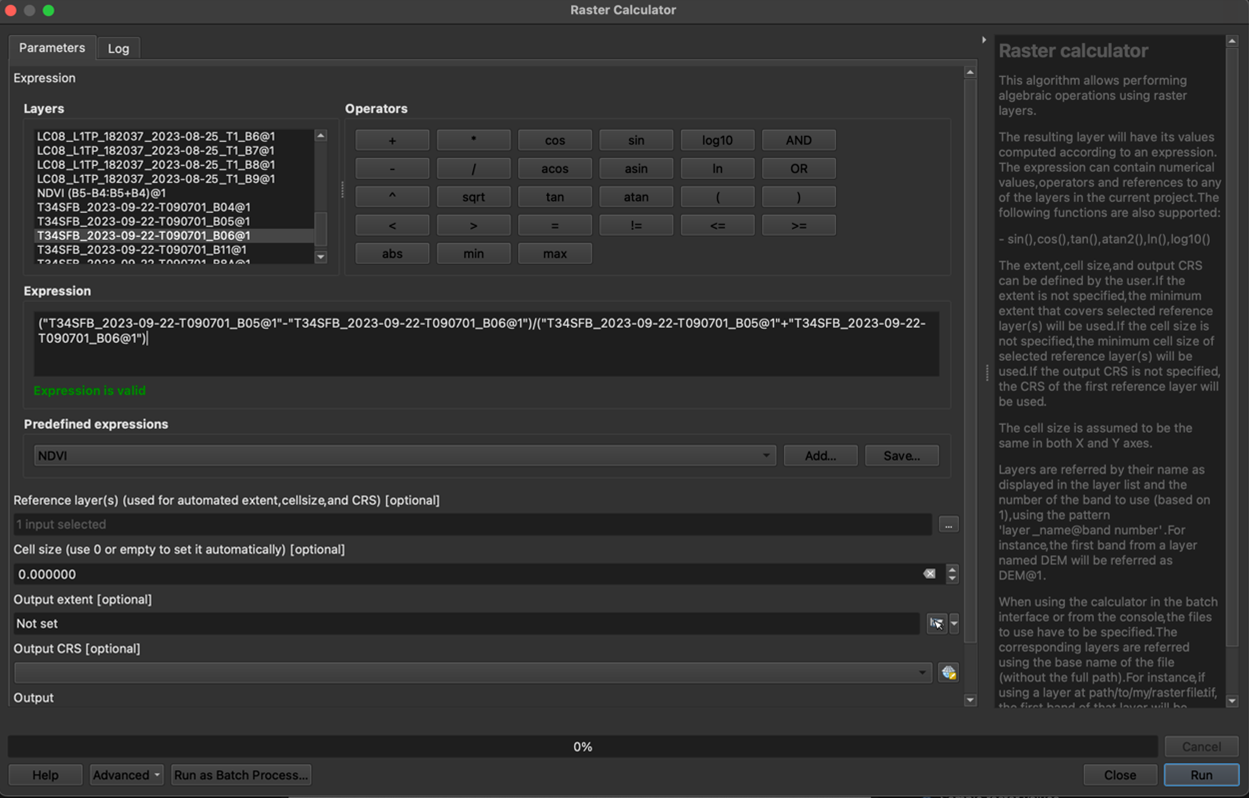 Raster Calculator
Parameters
Log
Expression
Layers
LC08_L1TP_182037_2023-08-25_T1_B6@1
LC08_L1TP_182037_2023-08-25_T1_B7@1
LC08_L1TP_182037_2023-08-25_T1_B8@1
LC08_L1TP_182037_2023-08-25_T1_B9@1
NDVI (B5-B4:B5+B4)@1
T34SFB_2023-09-22-T090701_B04@1
T34SFB_2023-09-22-T090701_B05@1
T34SFB_2023-09-22-T090701_B06@1
T34SFB_2023-09-22-T090701_B11@1
T34SFB_2023-09-22-T090701_B8A@1
Operators
+ * cos sin log10 AND
- / acos asin ln OR
^ sqrt tan atan ( )
< > = != <= >=
abs min max
Expression
("T34SFB_2023-09-22-T090701_B05@1"-"T34SFB_2023-09-22-T090701_B06@1")/("T34SFB_2023-09-22-T090701_B05@1"+"T34SFB_2023-09-22-
T090701_B06@1")
Expression is valid
Predefined expressions
NDVI
Add...
Save...
Reference layer(s) (used for automated extent,cellsize,and CRS) [optional]
1 input selected
...
Cell size (use 0 or empty to set it automatically) [optional]
0.000000
Output extent [optional]
Not set
Output CRS [optional]
Output
Raster calculator
This algorithm allows performing
algebraic operations using raster
layers.
The resulting layer will have its values
computed according to an expression.
The expression can contain numerical
values,operators and references to any
of the layers in the current project.The
following functions are also supported:
- sin(),cos(),tan(),atan2(),ln(),log10()
The extent,cell size,and output CRS
can be defined by the user.If the
extent is not specified,the minimum
extent that covers selected reference
layer(s) will be used.If the cell size is
not specified,the minimum cell size of
selected reference layer(s) will be
used.If the output CRS is not specified,
the CRS of the first reference layer will
be used.
The cell size is assumed to be the
same in both X and Y axes.
Layers are referred by their name as
displayed in the layer list and the
number of the band to use (based on
1),using the pattern
'layer_name@band number'.For
instance,the first band from a layer
named DEM will be referred as
DEM@1.
When using the calculator in the batch
interface or from the console,the files
to use have to be specified.The
corresponding layers are referred
using the base name of the file
(without the full path).For instance,if
using a layer at path/to/my/rasterfile.tif,
the first band of that layer will be
0%
Cancel
Help
Advanced
Run as Batch Process...
Close
Run